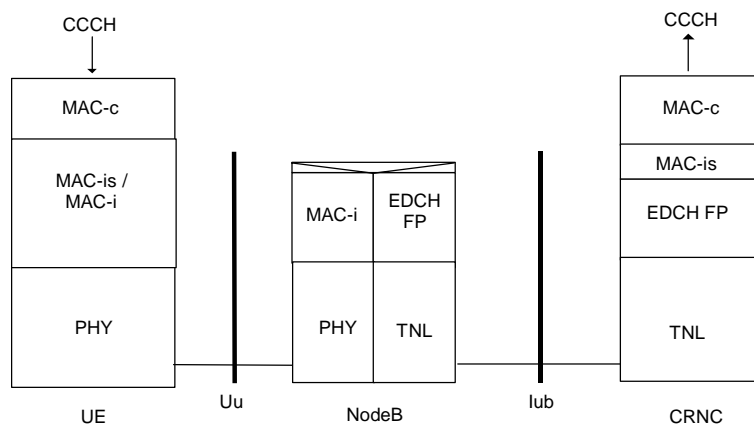 CCCH
CCCH
MAC-c
MAC-c
MAC-is /
MAC-i
MAC-is
MAC-i
EDCH
FP
EDCH FP
PHY
PHY
TNL
TNL
UE
Uu
NodeB
Iub
CRNC